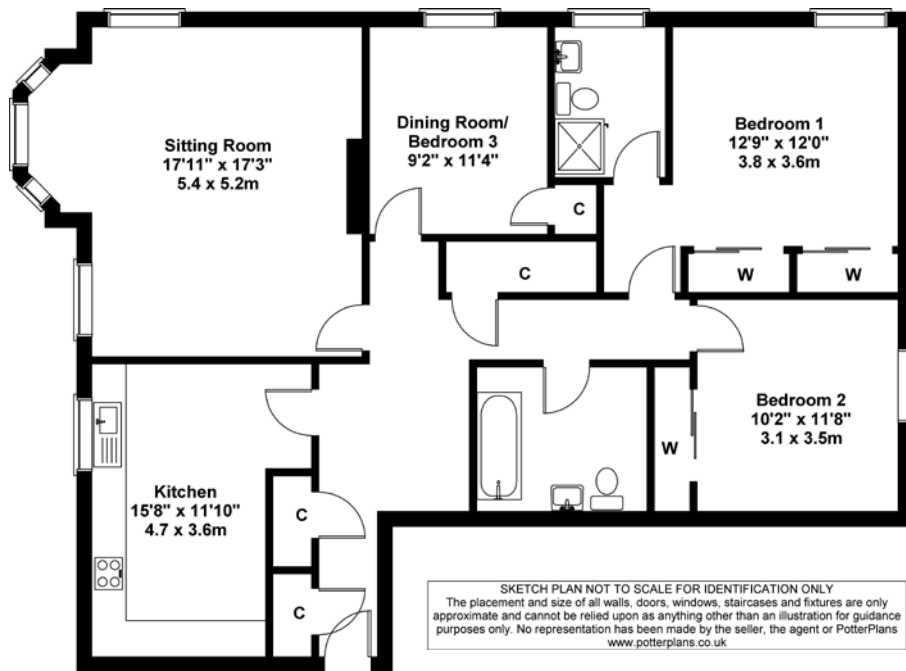 Sitting Room
17'11" x 17'3"
5.4 x 5.2m
Dining Room/
Bedroom 3
9'2" x 11'4"
C
Bedroom 1
12'9" x 12'0"
3.8 x 3.6m
W
W
C
Kitchen
15'8" x 11'10"
4.7 x 3.6m
C
C
W
Bedroom 2
10'2" x 11'8"
3.1 x 3.5m
SKETCH PLAN NOT TO SCALE FOR IDENTIFICATION ONLY
The placement and size of all walls, doors, windows, staircases and fixtures are only
approximate and cannot be relied upon as anything other than an illustration for guidance
purposes only. No representation has been made by the seller, the agent or PotterPlans
www.potterplans.co.uk